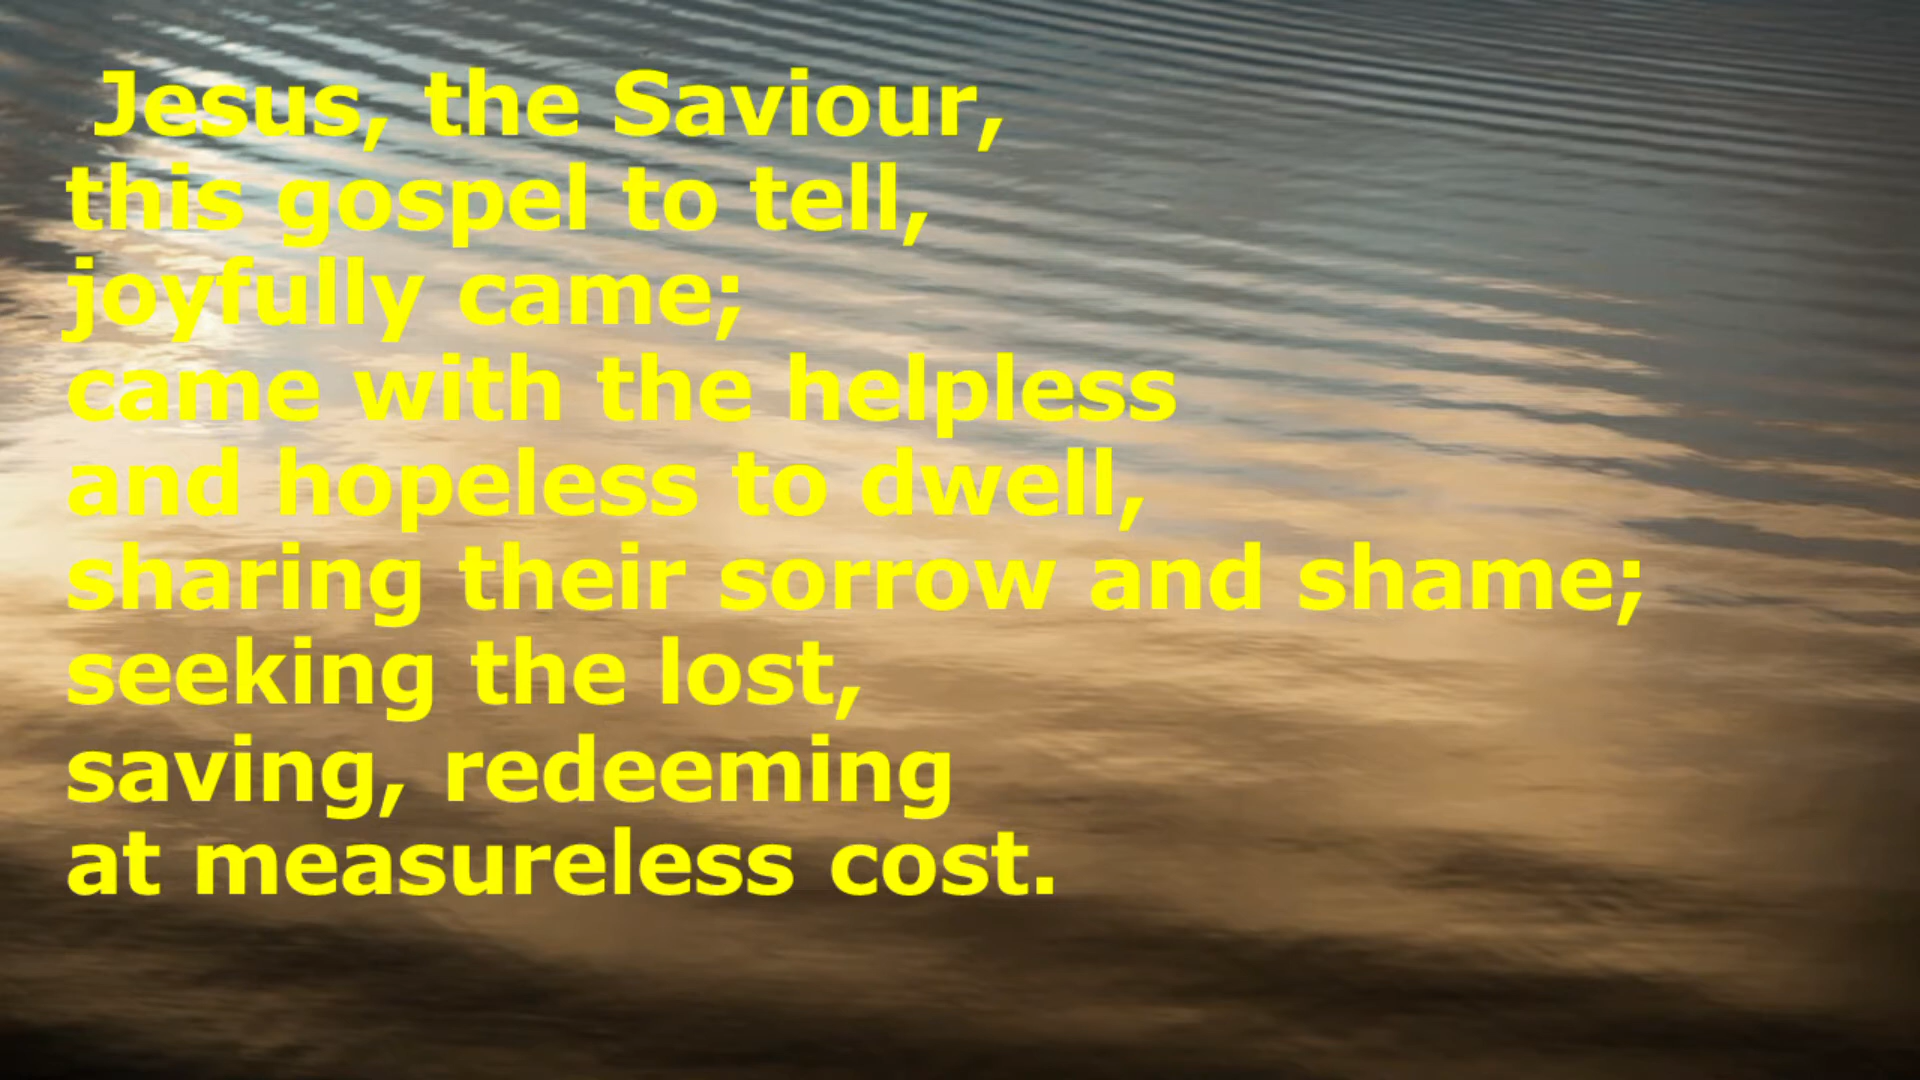 Jesus, the Saviour,
this gospel to tell,
joyfully came;
came with the helpless
and hopeless to dwell,
sharing their sorrow and shame;
seeking the lost,
saving, redeeming
at measureless cost.